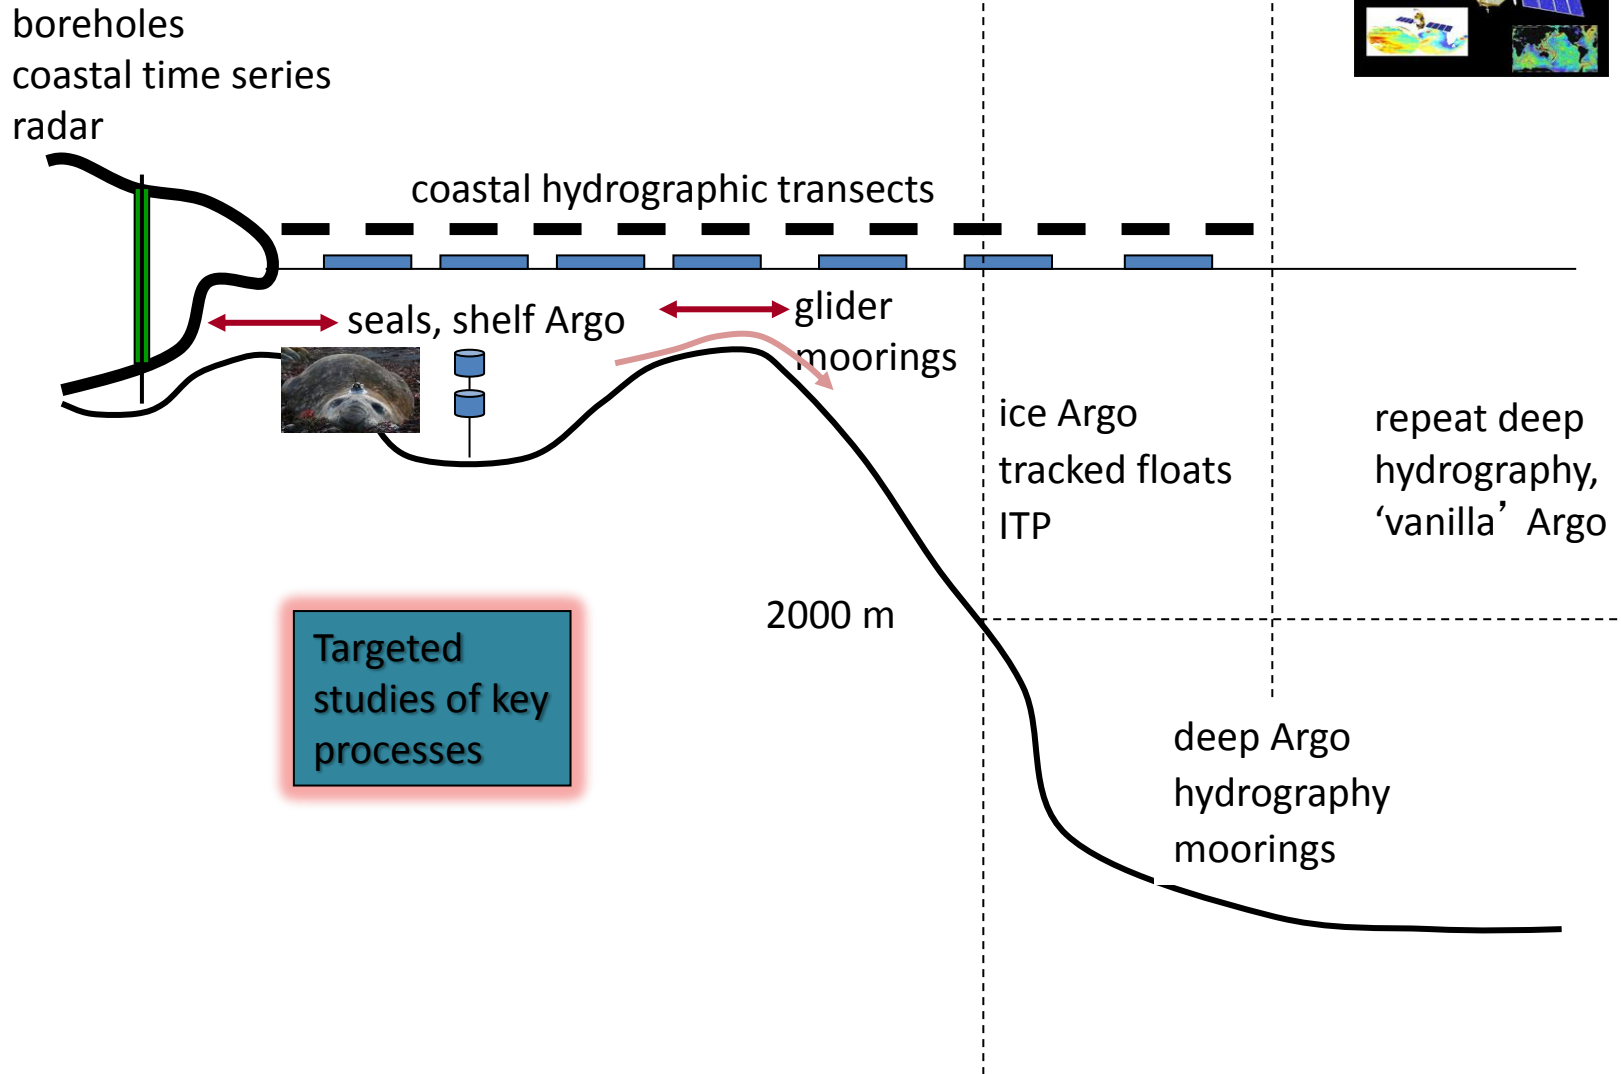 boreholes
coastal time series
radar
coastal hydrographic transects
seals, shelf Argo
glider
moorings
ice Argo
tracked floats
ITP
repeat deep
hydrography,
‘vanilla’ Argo
2000 m
Targeted
studies of key
processes
deep Argo
hydrography
moorings